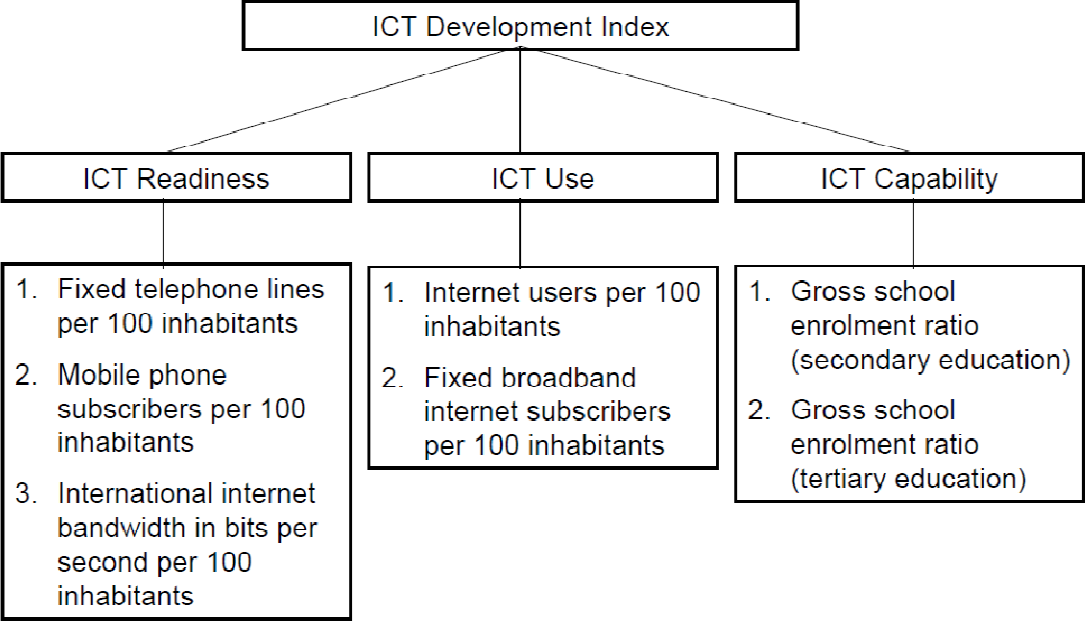 ICT Development Index
ICT Readiness
ICT Use
ICT Capability
1. Fixed telephone lines
per 100 inhabitants
2. Mobile phone
subscribers per 100
inhabitants
3. International internet
bandwidth in bits per
second per 100
inhabitants
1. Internet users per 100
inhabitants
2. Fixed broadband
internet subscribers
per 100 inhabitants
1. Gross school
enrolment ratio
(secondary education)
2. Gross school
enrolment ratio
(tertiary education)